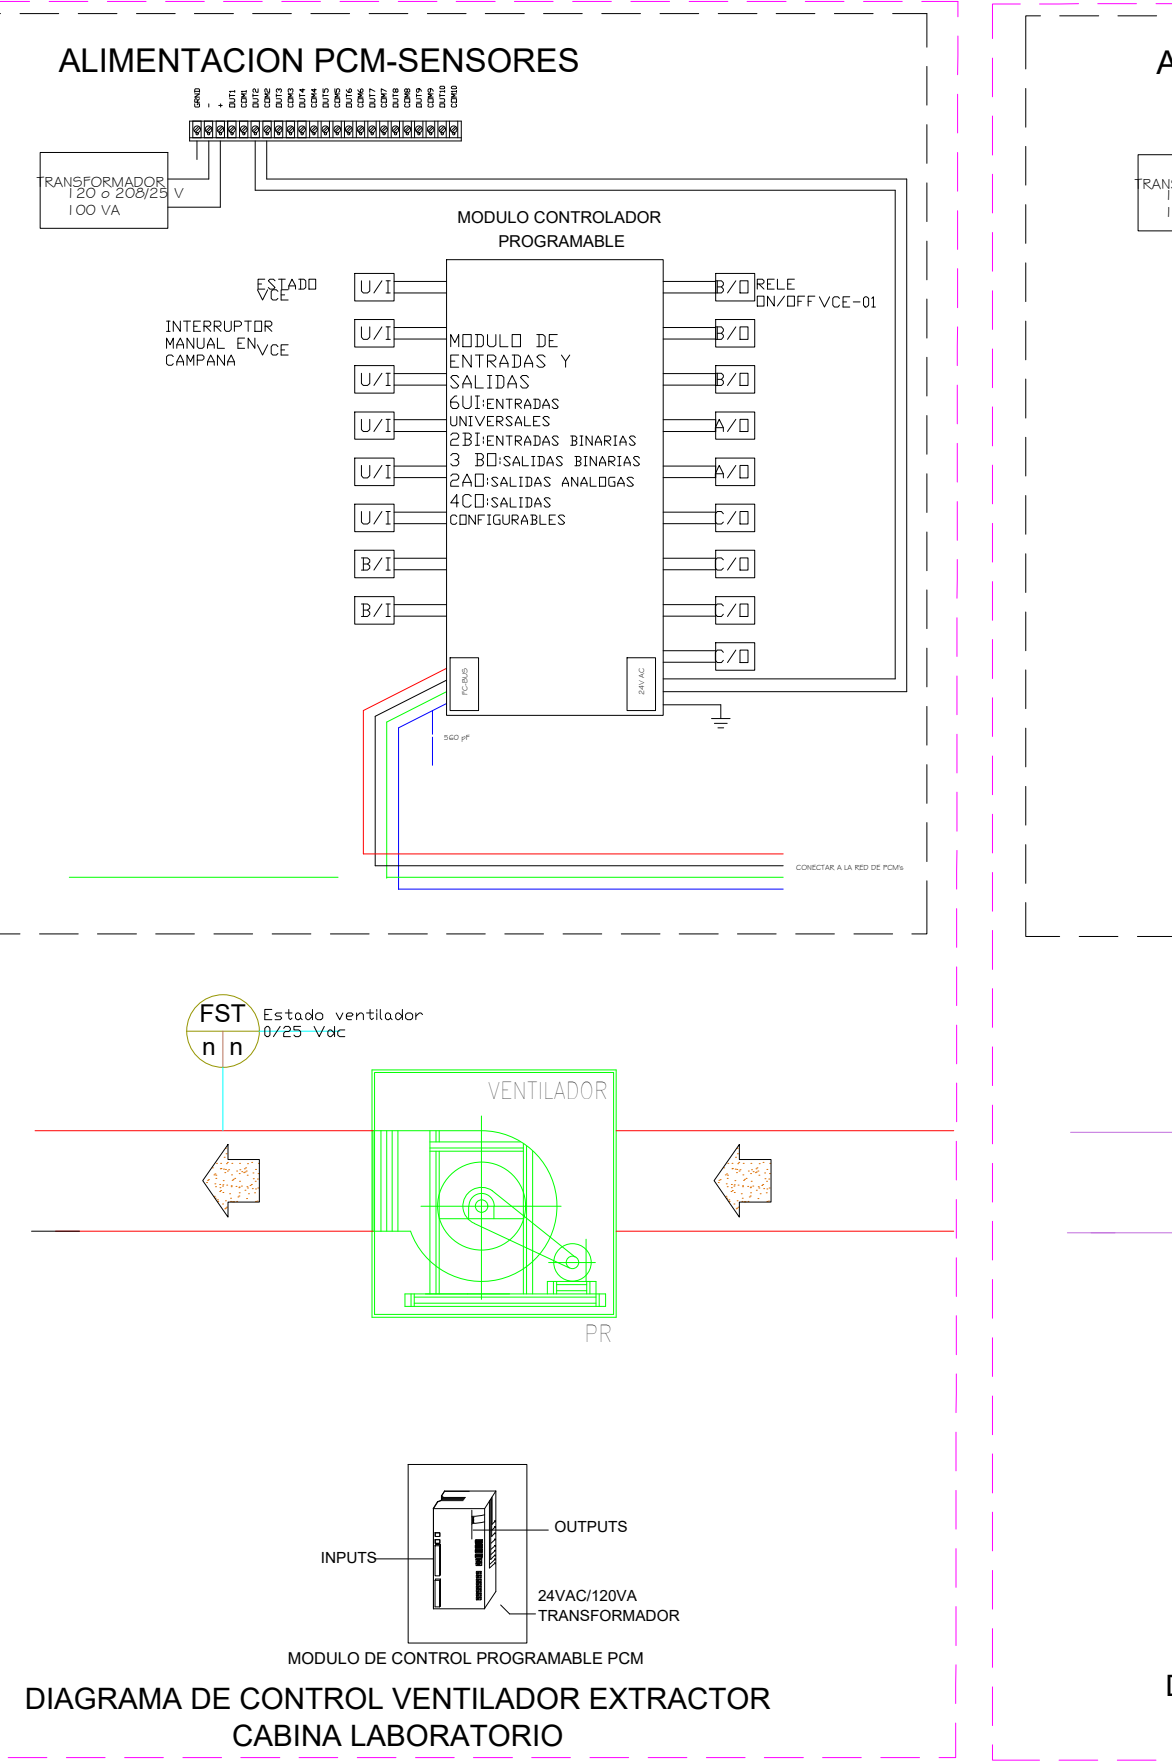 ALIMENTACION PCM-SENSORES
GRND - + OUT1 COM1 OUT2 COM2 OUT3 COM3 OUT4 COM4 OUT5 COM5 OUT6 COM6 OUT7 COM7 OUT8 COM8 OUT9 COM9 OUT10 COM10
TRANSFORMADOR
120 o 208/25 V
100 VA
MODULO CONTROLADOR
PROGRAMABLE
ESTADO
VCE
INTERRUPTOR
MANUAL EN
VCE
CAMPANA
U/I
U/I
U/I
U/I
U/I
U/I
B/I
B/I
MODULO DE
ENTRADAS Y
SALIDAS
6UI:ENTRADAS
UNIVERSALES
2BI:ENTRADAS BINARIAS
3 BO:SALIDAS BINARIAS
2AO:SALIDAS ANALOGAS
4CO:SALIDAS
CONFIGURABLES
B/O
B/O
B/O
A/O
A/O
C/O
C/O
C/O
C/O
RELE
ON/OFF VCE-01
FC-BUS
24V AC
560 pF
CONECTAR A LA RED DE PCM's
FST
n n
Estado ventilador
0/25 Vdc
VENTILADOR
PR
OUTPUTS
INPUTS
24VAC/120VA
TRANSFORMADOR
MODULO DE CONTROL PROGRAMABLE PCM
DIAGRAMA DE CONTROL VENTILADOR EXTRACTOR
CABINA LABORATORIO
A
TRAN
1
1
D